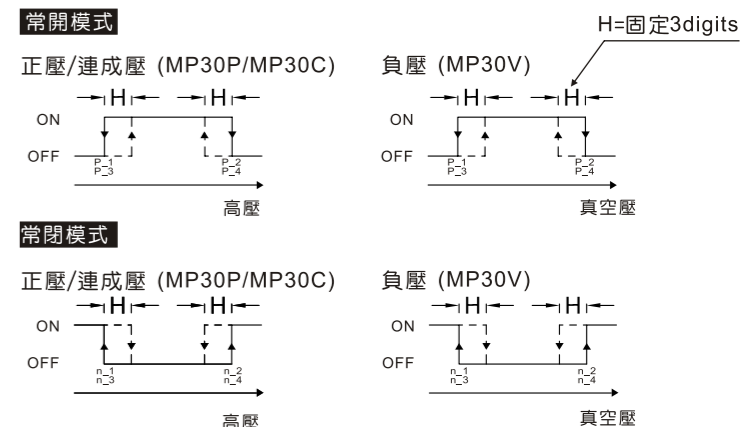 常開模式
H=固定3digits
正壓/連成壓 (MP30P/MP30C)
負壓 (MP30V)
H H
H H
ON
OFF
P_1 P_2
P_3 P_4
ON
OFF
P_1 P_2
P_3 P_4
高壓
真空壓
常閉模式
正壓/連成壓 (MP30P/MP30C)
負壓 (MP30V)
H H
H H
ON
OFF
n_1 n_2
n_3 n_4
ON
OFF
n_1 n_2
n_3 n_4
高壓
真空壓